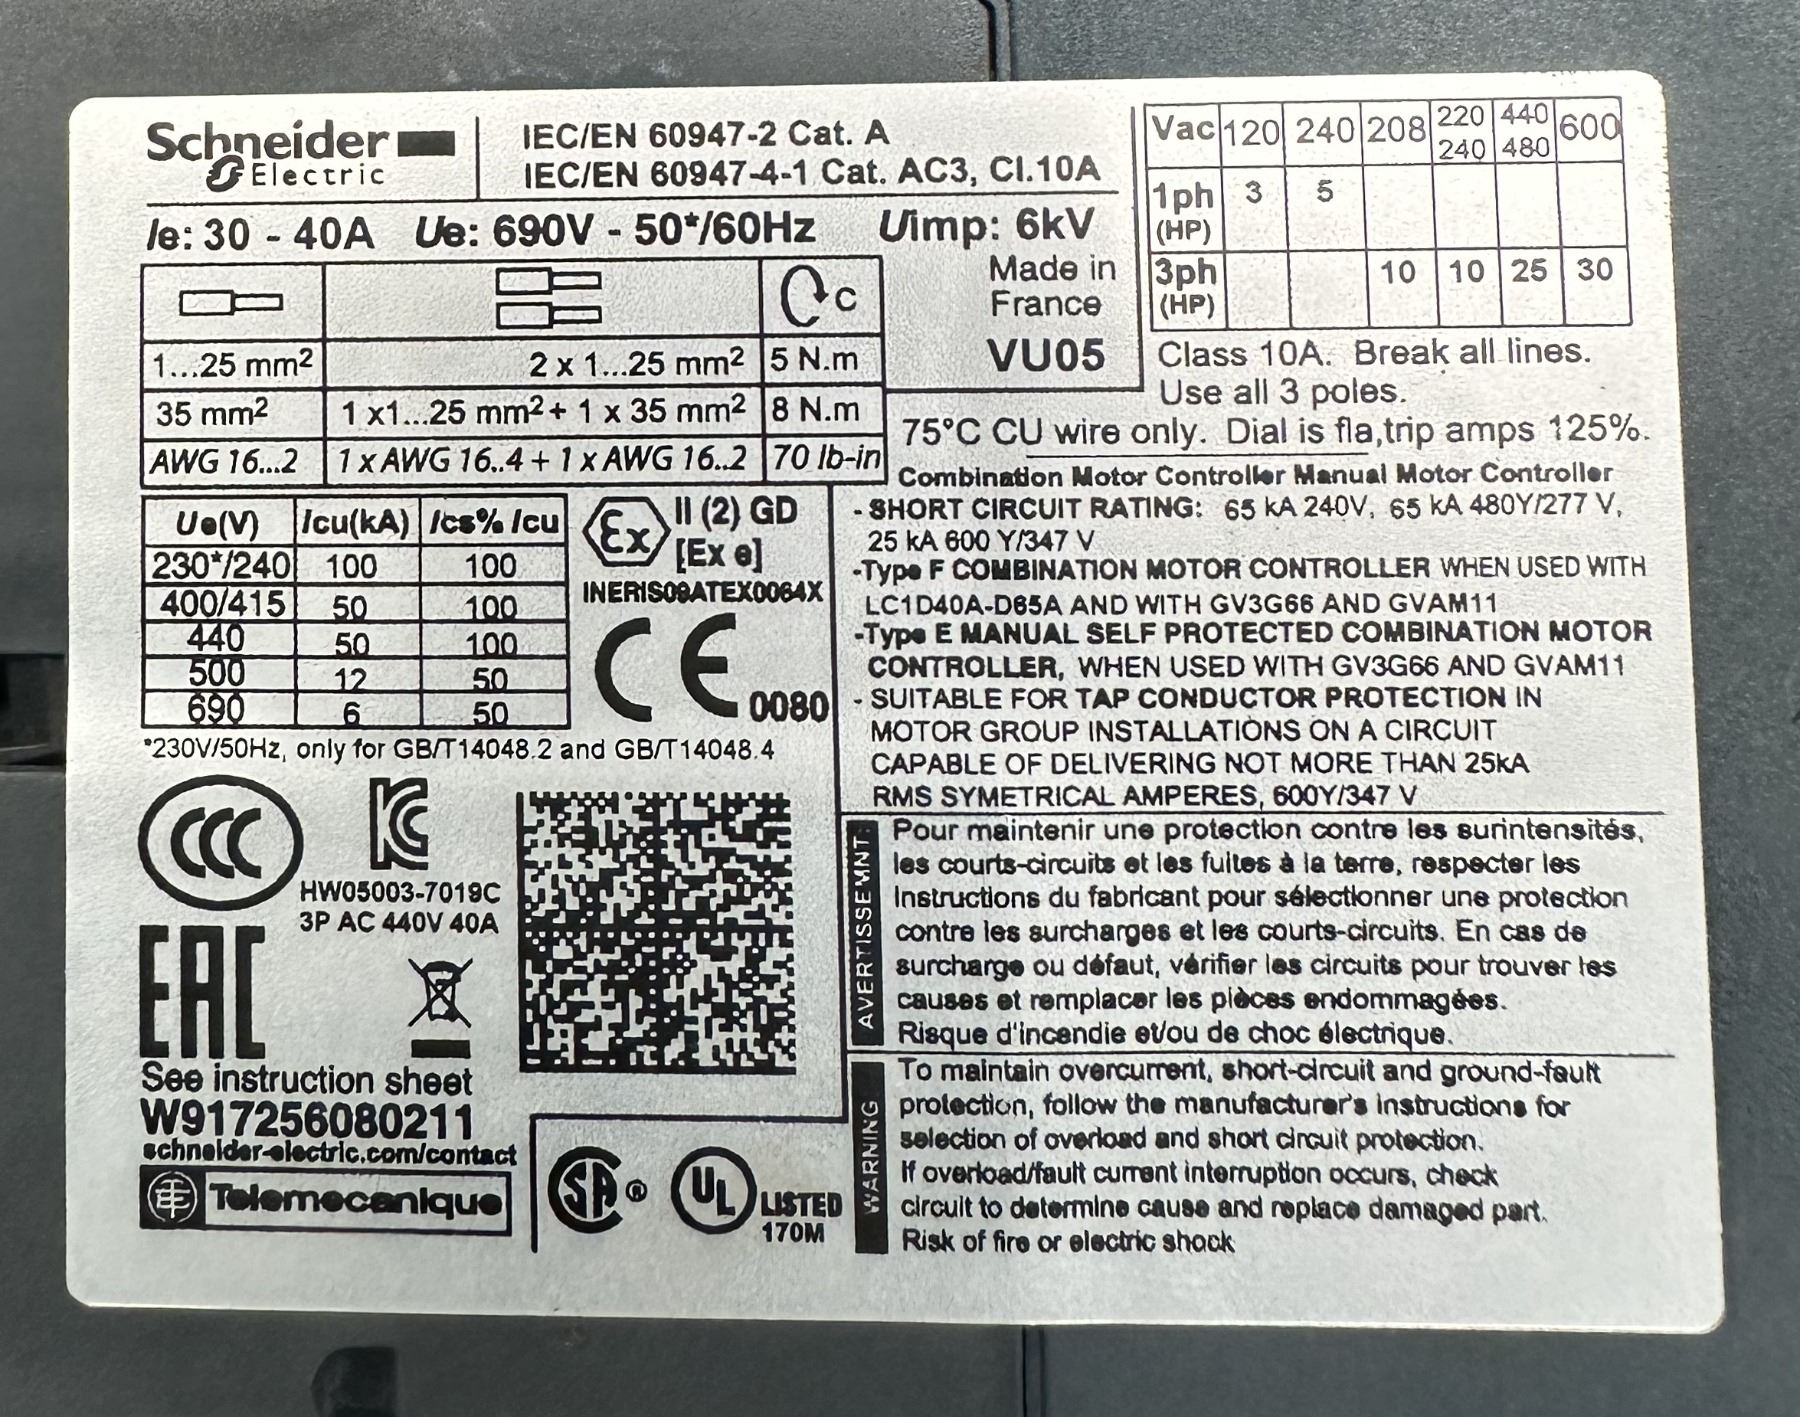 Schneider
Electric
IEC/EN 60947-2 Cat. A
IEC/EN 60947-4-1 Cat. AC3, Cl.10A
Ie: 30 - 40A Ue: 690V - 50*/60Hz Uimp: 6kV
Made in
France
VU05
C
1...25 mm² 2 x 1...25 mm² 5 N.m
35 mm² 1 x1...25 mm² + 1 x 35 mm² 8 N.m
AWG 16...2 1 x AWG 16..4 + 1 x AWG 16..2 70 lb-in
Vac 120 240 208 220 240 440 480 600
1ph (HP) 3 5
3ph (HP) 10 10 25 30
Class 10A. Break all lines.
Use all 3 poles.
75°C CU wire only. Dial is fla,trip amps 125%.
Ue(V) Icu(kA) Ics% Icu
230*/240 100 100
400/415 50 100
440 50 100
500 12 50
690 6 50
*230V/50Hz, only for GB/T14048.2 and GB/T14048.4
Ex II (2) GD
[Ex e]
INERIS09ATEX0064X
CE 0080
Combination Motor Controller Manual Motor Controller
- SHORT CIRCUIT RATING: 65 kA 240V, 65 kA 480Y/277 V,
25 kA 600 Y/347 V
-Type F COMBINATION MOTOR CONTROLLER WHEN USED WITH
LC1D40A-D65A AND WITH GV3G66 AND GVAM11
-Type E MANUAL SELF PROTECTED COMBINATION MOTOR
CONTROLLER, WHEN USED WITH GV3G66 AND GVAM11
- SUITABLE FOR TAP CONDUCTOR PROTECTION IN
MOTOR GROUP INSTALLATIONS ON A CIRCUIT
CAPABLE OF DELIVERING NOT MORE THAN 25kA
RMS SYMETRICAL AMPERES, 600Y/347 V
CCC
KC
HW05003-7019C
3P AC 440V 40A
EAC
See instruction sheet
W917256080211
schneider-electric.com/contact
Telemecanique
SA ®
UL LISTED
170M
AVERTISSEMNT:
Pour maintenir une protection contre les surintensités,
les courts-circuits et les fuites à la terre, respecter les
Instructions du fabricant pour sélectionner une protection
contre les surcharges et les courts-circuits. En cas de
surcharge ou défaut, vérifier les circuits pour trouver les
causes et remplacer les pièces endommagées.
Risque d'incendie et/ou de choc électrique.
WARNING
To maintain overcurrent, short-circuit and ground-fault
protection, follow the manufacturer's instructions for
selection of overload and short circuit protection.
If overload/fault current interruption occurs, check
circuit to determine cause and replace damaged part.
Risk of fire or electric shock